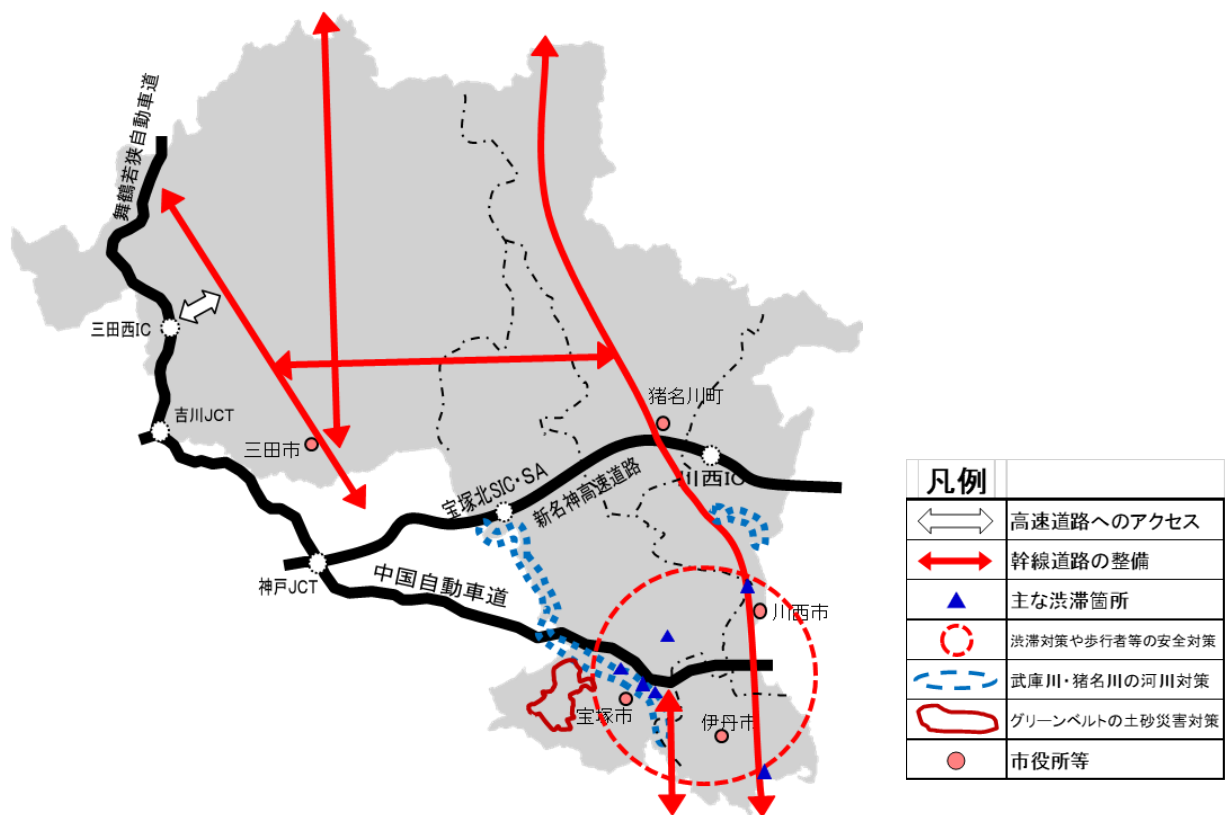 舞鶴若狭自動車道
三田西IC
吉川JCT
三田市
猪名川町
川西IC
宝塚北SIC・SA
新名神高速道路
神戸JCT
中国自動車道
川西市
宝塚市
伊丹市
凡例
高速道路へのアクセス
幹線道路の整備
主な渋滞箇所
渋滞対策や歩行者等の安全対策
武庫川・猪名川の河川対策
グリーンベルトの土砂災害対策
市役所等